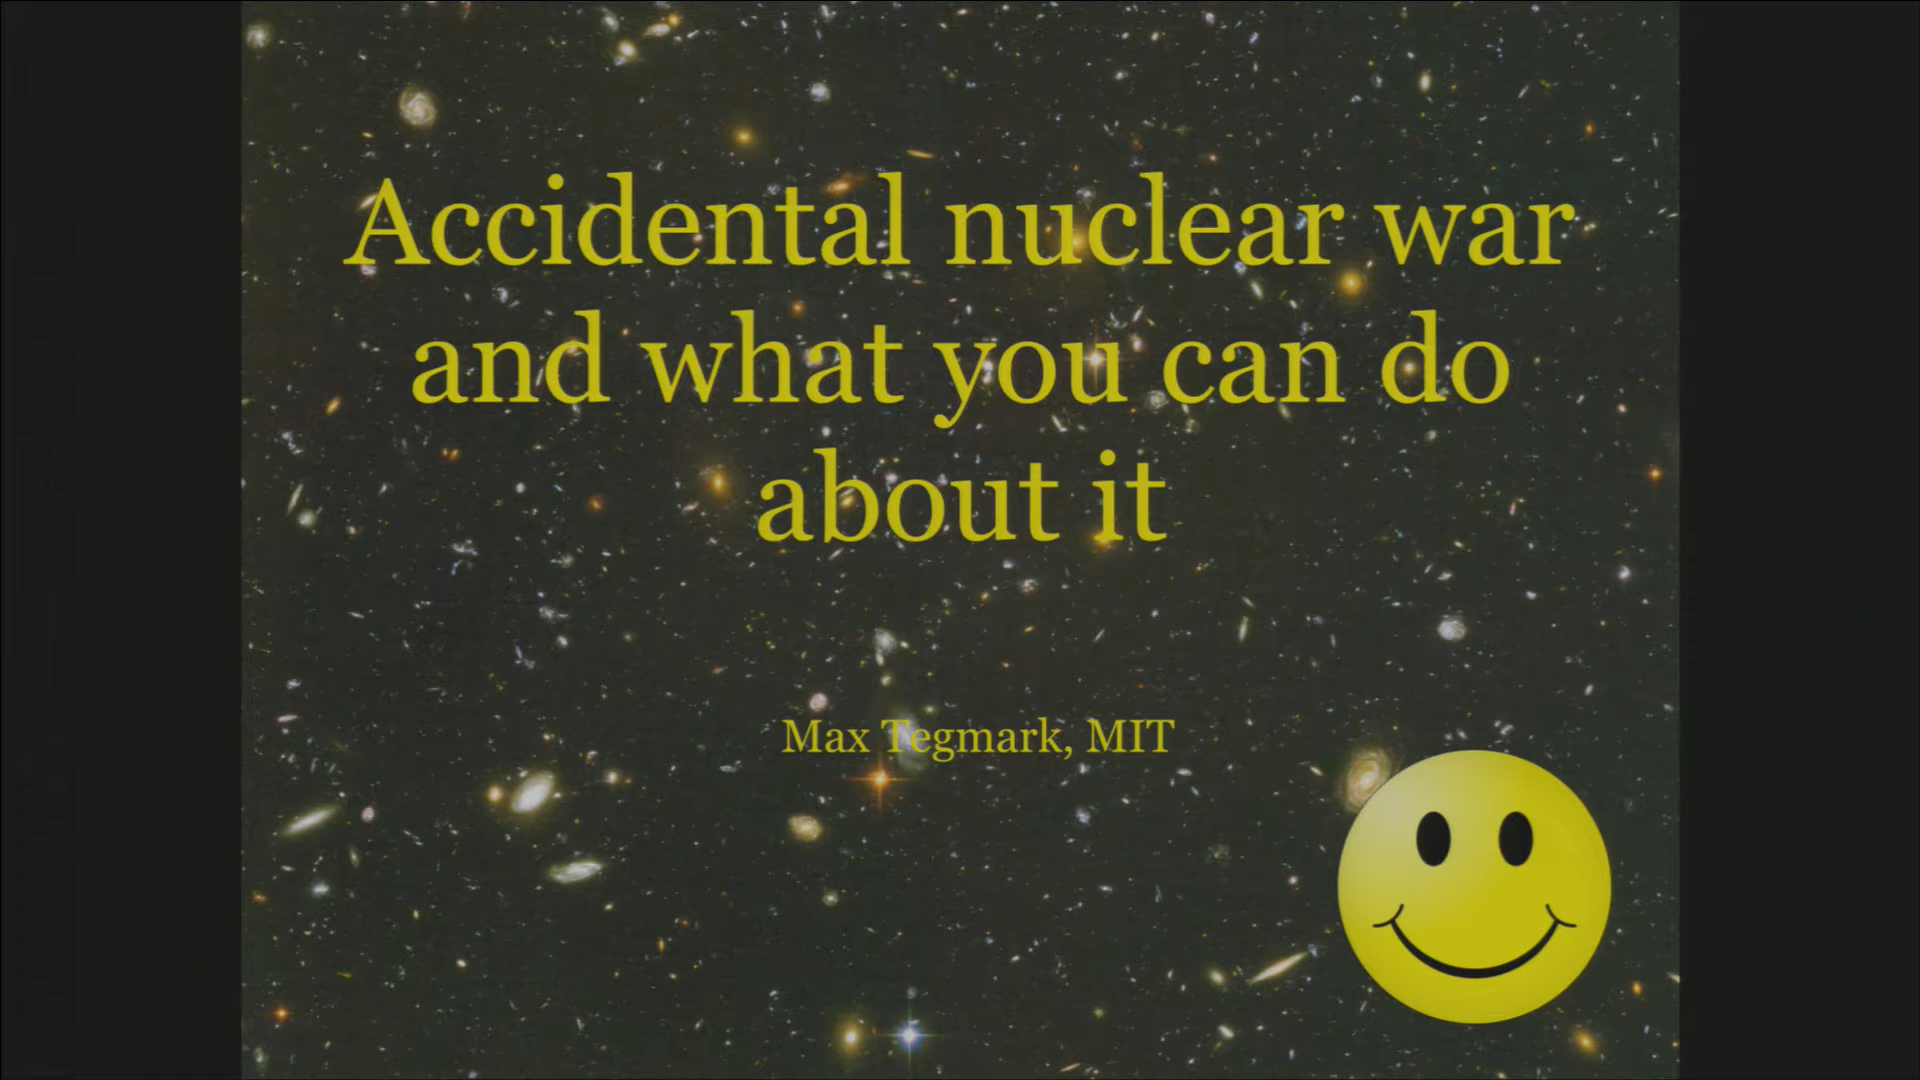 Accidental nuclear war
and what you can do
about it
Max Tegmark, MIT